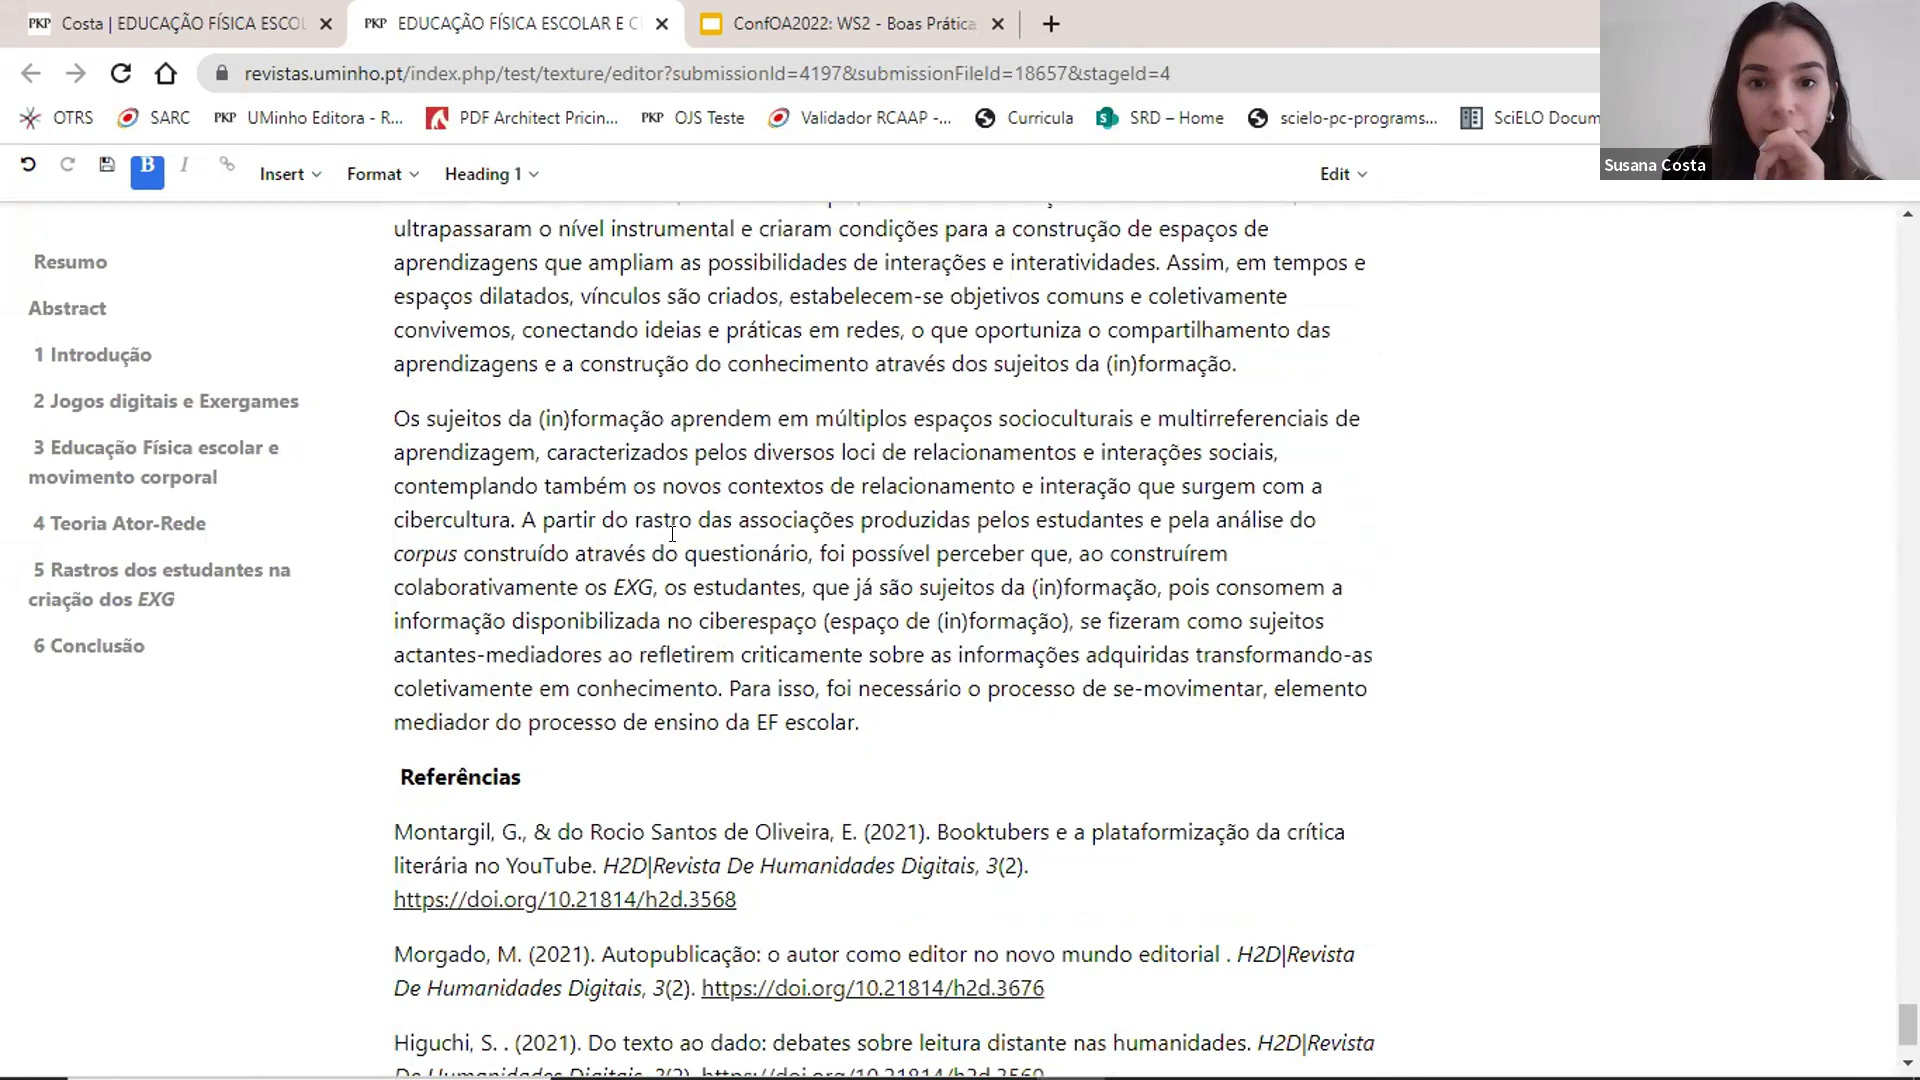 PKP Costa | EDUCAÇÃO FÍSICA ESCOL
PKP EDUCAÇÃO FÍSICA ESCOLAR E C
ConfOA2022: WS2 - Boas Prática
revistas.uminho.pt/index.php/test/texture/editor?submissionId=4197&submissionFileId=18657&stageId=4
OTRS SARC PKP UMinho Editora - R... PDF Architect Pricin... PKP OJS Teste Validador RCAAP -... Curricula SRD – Home scielo-pc-programs... SciELO Docum
Susana Costa
B I Insert Format Heading 1 Edit
Resumo
Abstract
1 Introdução
2 Jogos digitais e Exergames
3 Educação Física escolar e
movimento corporal
4 Teoria Ator-Rede
5 Rastros dos estudantes na
criação dos EXG
6 Conclusão
ultrapassaram o nível instrumental e criaram condições para a construção de espaços de
aprendizagens que ampliam as possibilidades de interações e interatividades. Assim, em tempos e
espaços dilatados, vínculos são criados, estabelecem-se objetivos comuns e coletivamente
convivemos, conectando ideias e práticas em redes, o que oportuniza o compartilhamento das
aprendizagens e a construção do conhecimento através dos sujeitos da (in)formação.
Os sujeitos da (in)formação aprendem em múltiplos espaços socioculturais e multirreferenciais de
aprendizagem, caracterizados pelos diversos loci de relacionamentos e interações sociais,
contemplando também os novos contextos de relacionamento e interação que surgem com a
cibercultura. A partir do rastro das associações produzidas pelos estudantes e pela análise do
corpus construído através do questionário, foi possível perceber que, ao construírem
colaborativamente os EXG, os estudantes, que já são sujeitos da (in)formação, pois consomem a
informação disponibilizada no ciberespaço (espaço de (in)formação), se fizeram como sujeitos
actantes-mediadores ao refletirem criticamente sobre as informações adquiridas transformando-as
coletivamente em conhecimento. Para isso, foi necessário o processo de se-movimentar, elemento
mediador do processo de ensino da EF escolar.
Referências
Montargil, G., & do Rocio Santos de Oliveira, E. (2021). Booktubers e a plataformização da crítica
literária no YouTube. H2D|Revista De Humanidades Digitais, 3(2).
https://doi.org/10.21814/h2d.3568
Morgado, M. (2021). Autopublicação: o autor como editor no novo mundo editorial . H2D|Revista
De Humanidades Digitais, 3(2). https://doi.org/10.21814/h2d.3676
Higuchi, S. . (2021). Do texto ao dado: debates sobre leitura distante nas humanidades. H2D|Revista
De Humanidades Digitais, 3(2). https://doi.org/10.21814/h2d.3569